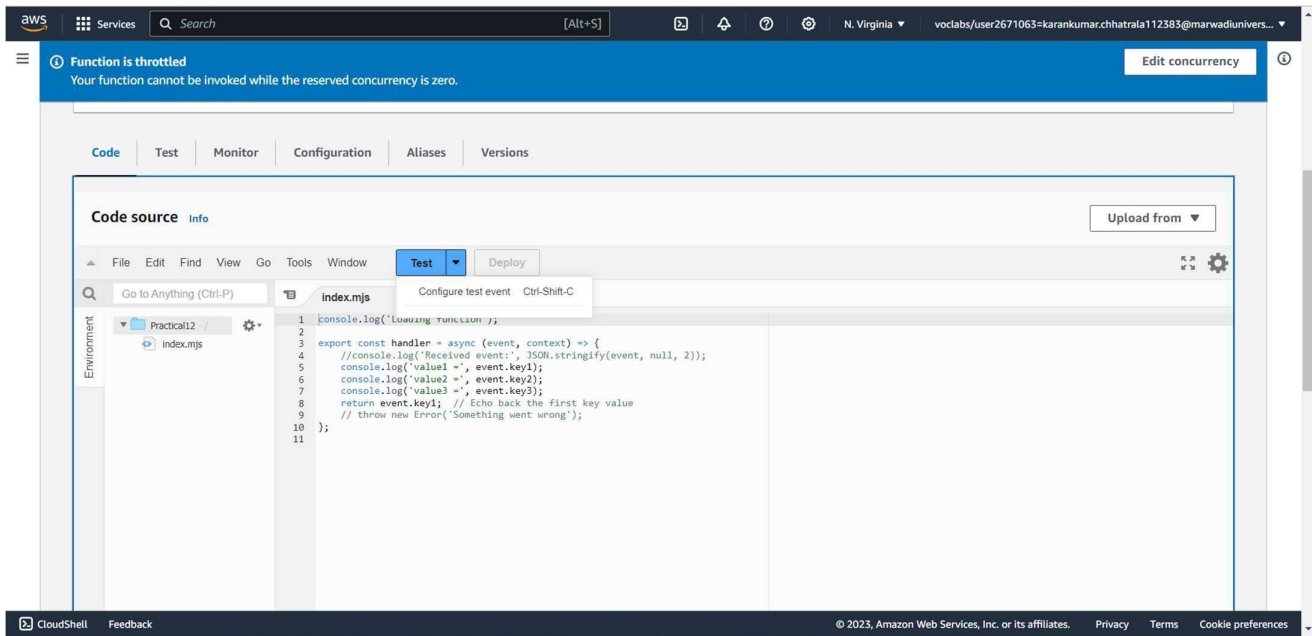 aws
Services
Search
[Alt+S]
N. Virginia
voclabs/user2671063=karankumar.chhatrala112383@marwadiunivers...
Function is throttled
Your function cannot be invoked while the reserved concurrency is zero.
Edit concurrency
Code
Test
Monitor
Configuration
Aliases
Versions
Code source Info
Upload from
File Edit Find View Go Tools Window
Test
Deploy
Go to Anything (Ctrl-P)
index.mjs
Configure test event Ctrl-Shift-C
Environment
Practical12 - /
index.mjs
1 console.log('Loading function');
2
3 export const handler = async (event, context) => {
4 //console.log('Received event:', JSON.stringify(event, null, 2));
5 console.log('value1 =', event.key1);
6 console.log('value2 =', event.key2);
7 console.log('value3 =', event.key3);
8 return event.key1; // Echo back the first key value
9 // throw new Error('Something went wrong');
10 };
11
CloudShell
Feedback
© 2023, Amazon Web Services, Inc. or its affiliates.
Privacy
Terms
Cookie preferences